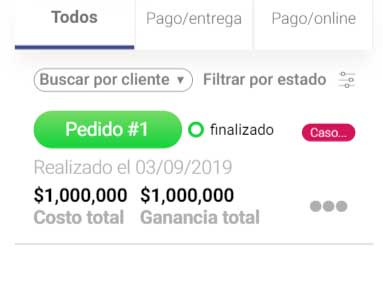 Todos
Pago/entrega
Pago/online
Buscar por cliente ▼
Filtrar por estado
Pedido #1
finalizado
Caso...
Realizado el 03/09/2019
$1,000,000 $1,000,000
Costo total Ganancia total